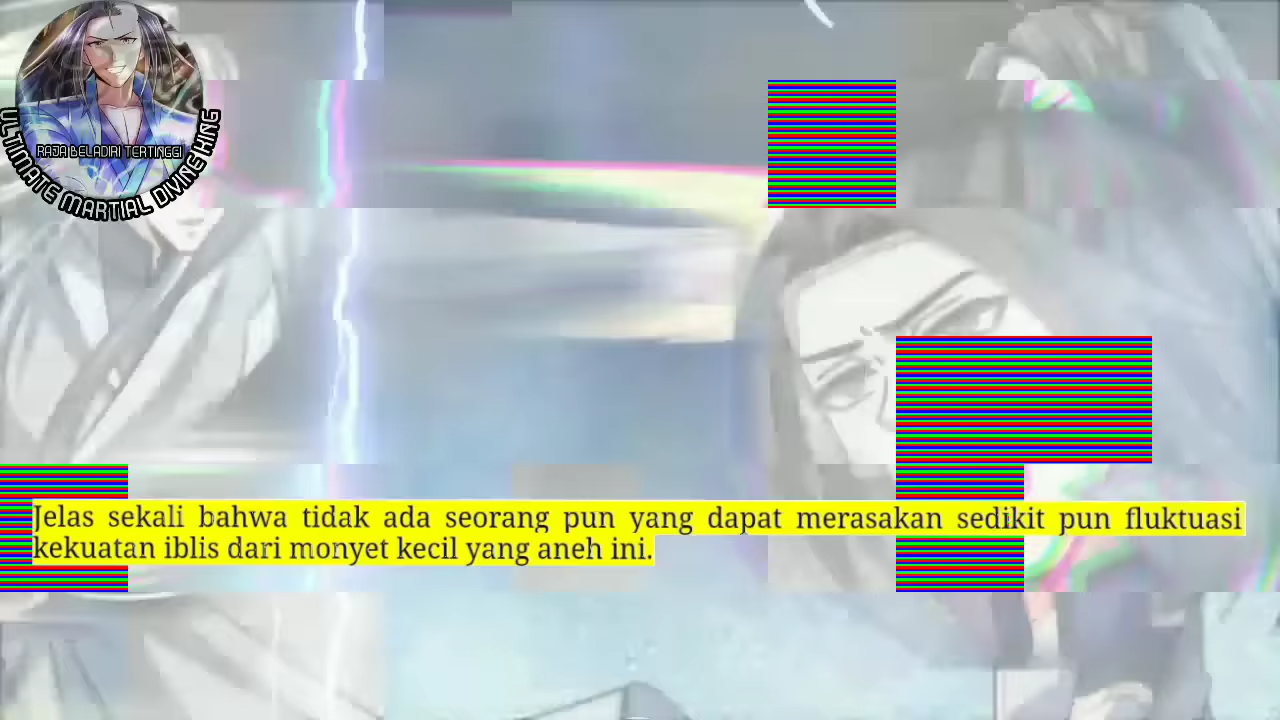 RAJA BELADIRI TERTINGGI
ULTIMATE MARTIAL DIVINE KING
Jelas sekali bahwa tidak ada seorang pun yang dapat merasakan sedikit pun fluktuasi
kekuatan iblis dari monyet kecil yang aneh ini.